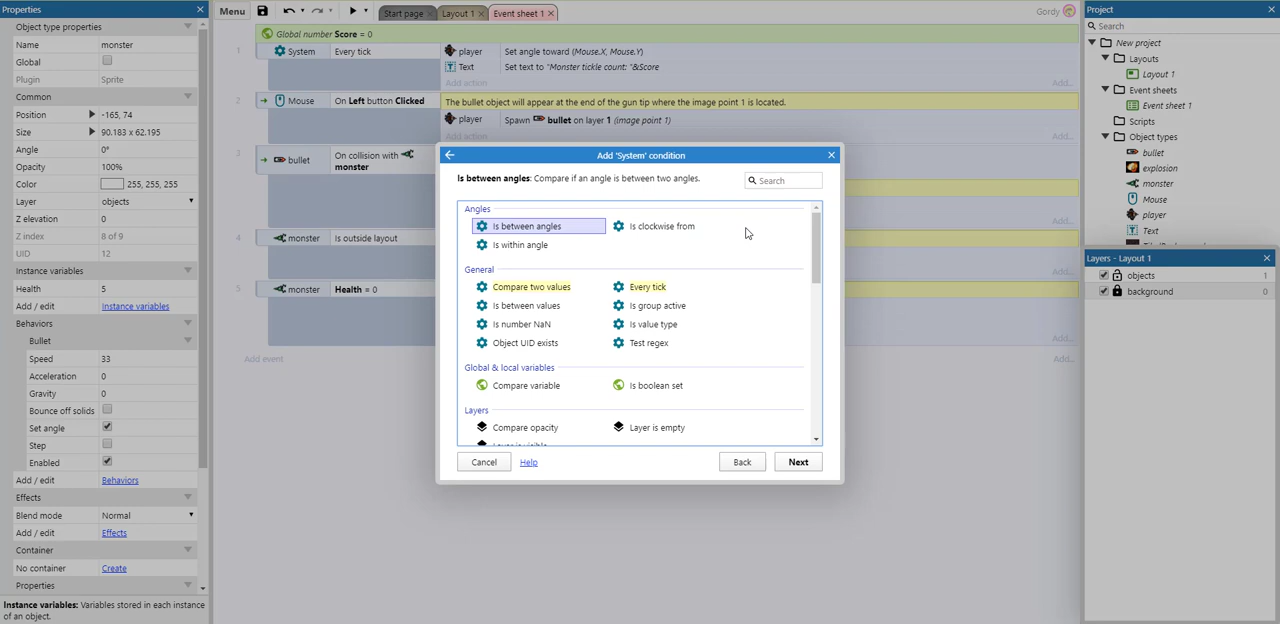 Properties
Object type properties
Name monster
Global
Plugin Sprite
Common
Position -165, 74
Size 90.183 x 62.195
Angle 0°
Opacity 100%
Color 255, 255, 255
Layer objects
Z elevation 0
Z index 8 of 9
UID 12
Instance variables
Health 5
Add / edit Instance variables
Behaviors
Bullet
Speed 33
Acceleration 0
Gravity 0
Bounce off solids
Set angle
Step
Enabled
Add / edit Behaviors
Effects
Blend mode Normal
Add / edit Effects
Container
No container Create
Properties
Instance variables: Variables stored in each instance
of an object.
Menu
Start page
Layout 1
Event sheet 1
Gordy
Global number Score = 0
1 System Every tick player Set angle toward (Mouse.X, Mouse.Y)
Text Set text to "Monster tickle count: "&Score
Add action Add...
2 Mouse On Left button Clicked The bullet object will appear at the end of the gun tip where the image point 1 is located.
player Spawn bullet on layer 1 (image point 1)
Add action Add...
3 bullet On collision with
monster
Add...
4 monster Is outside layout
Add...
5 monster Health = 0
Add...
Add event Add...
Add 'System' condition
Is between angles: Compare if an angle is between two angles.
Search
Angles
Is between angles Is clockwise from
Is within angle
General
Compare two values Every tick
Is between values Is group active
Is number NaN Is value type
Object UID exists Test regex
Global & local variables
Compare variable Is boolean set
Layers
Compare opacity Layer is empty
Layer is visible
Cancel Help Back Next
Project
Search
New project
Layouts
Layout 1
Event sheets
Event sheet 1
Scripts
Object types
bullet
explosion
monster
Mouse
player
Text
Layers - Layout 1
objects 1
background 0